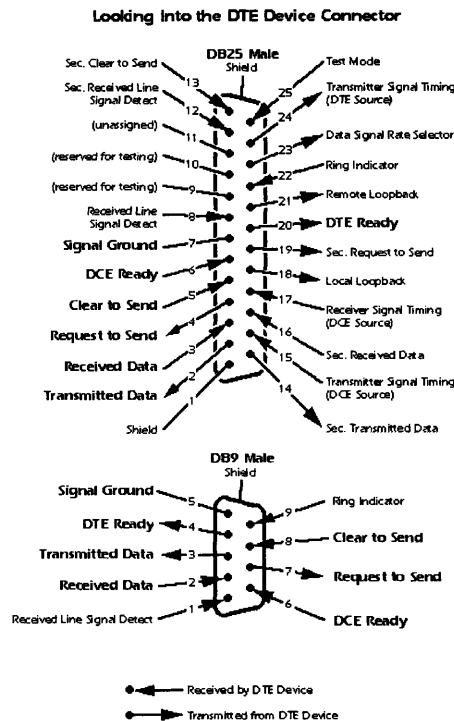 Looking Into the DTE Device Connector
DB25 Male
Shield
Sec. Clear to Send
13
Sec. Received Line
Signal Detect
12
(unassigned)
11
(reserved for testing)
10
(reserved for testing)
9
Received Line
Signal Detect
8
Signal Ground
7
DCE Ready
6
Clear to Send
5
Request to Send
4
Received Data
3
Transmitted Data
2
Shield
1
25
Test Mode
24
Transmitter Signal Timing
(DTE Source)
23
Data Signal Rate Selector
22
Ring Indicator
21
Remote Loopback
20
DTE Ready
19
Sec. Request to Send
18
Local Loopback
17
Receiver Signal Timing
(DCE Source)
16
Sec. Received Data
15
Transmitter Signal Timing
(DCE Source)
14
Sec. Transmitted Data
DB9 Male
Shield
Signal Ground
5
DTE Ready
4
Transmitted Data
3
Received Data
2
Received Line Signal Detect
1
9
Ring Indicator
8
Clear to Send
7
Request to Send
6
DCE Ready
Received by DTE Device
Transmitted from DTE Device